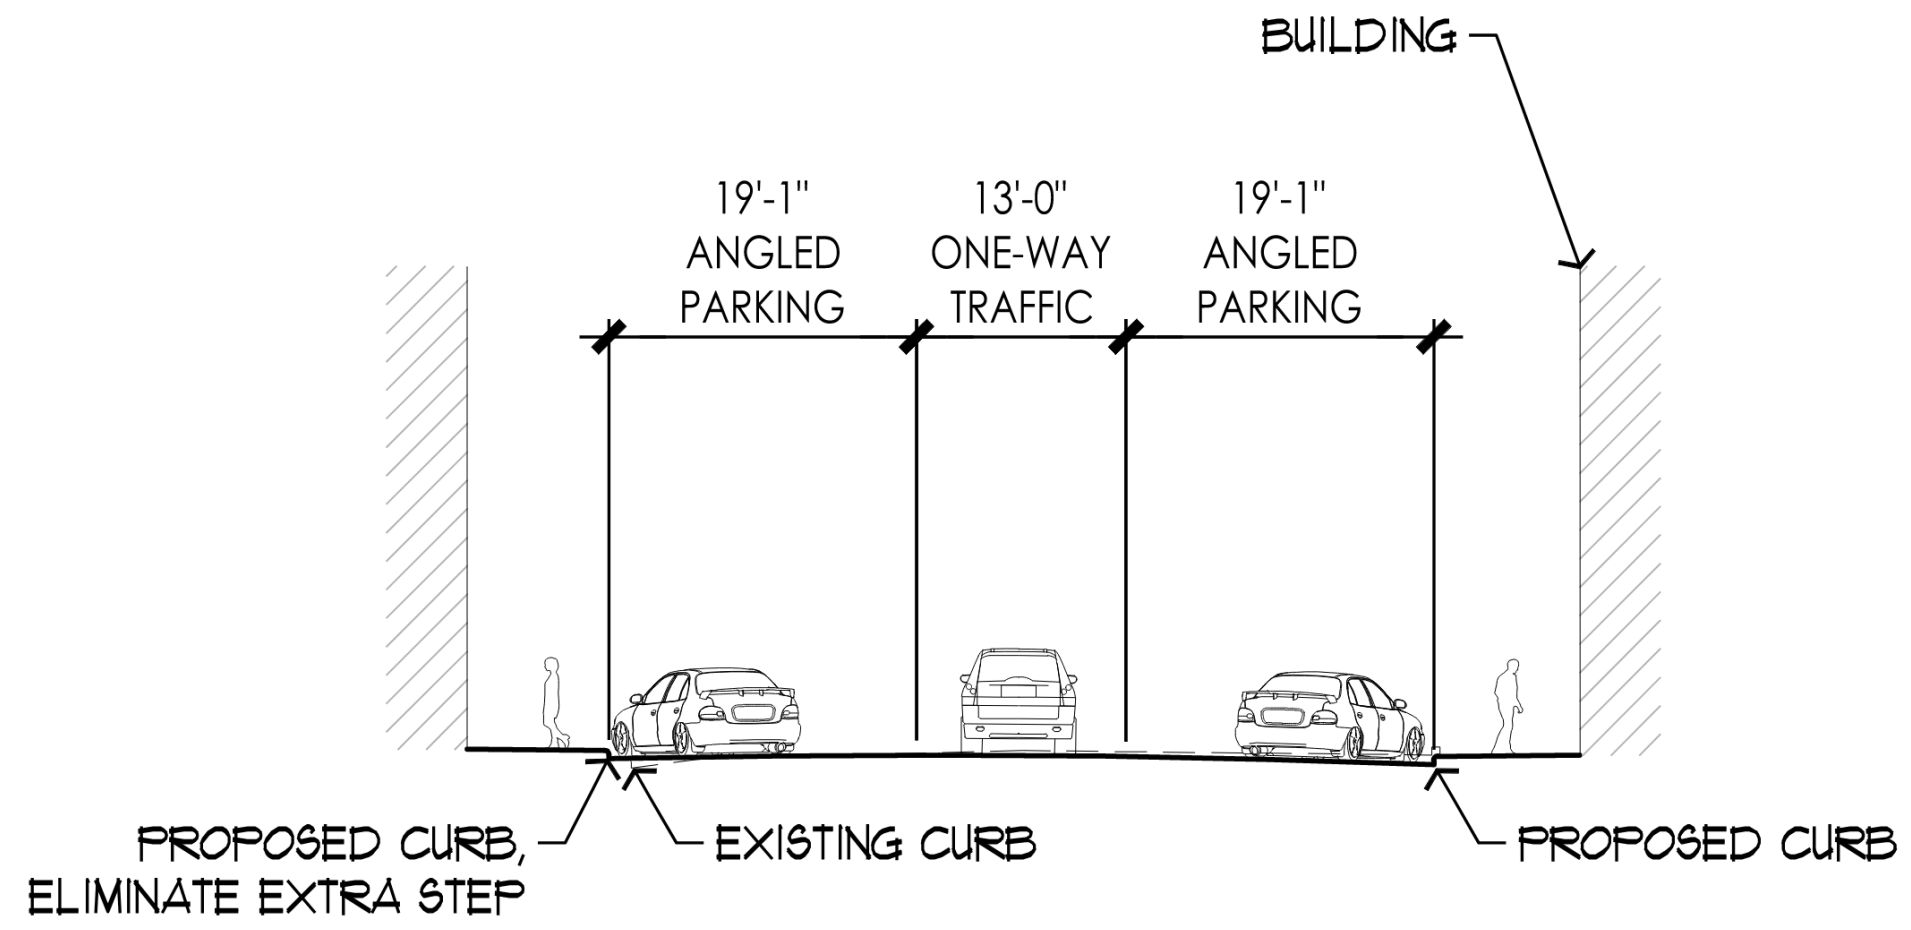 BUILDING
19'-1"
ANGLED
PARKING
13'-0"
ONE-WAY
TRAFFIC
19'-1"
ANGLED
PARKING
PROPOSED CURB,
ELIMINATE EXTRA STEP
EXISTING CURB
PROPOSED CURB